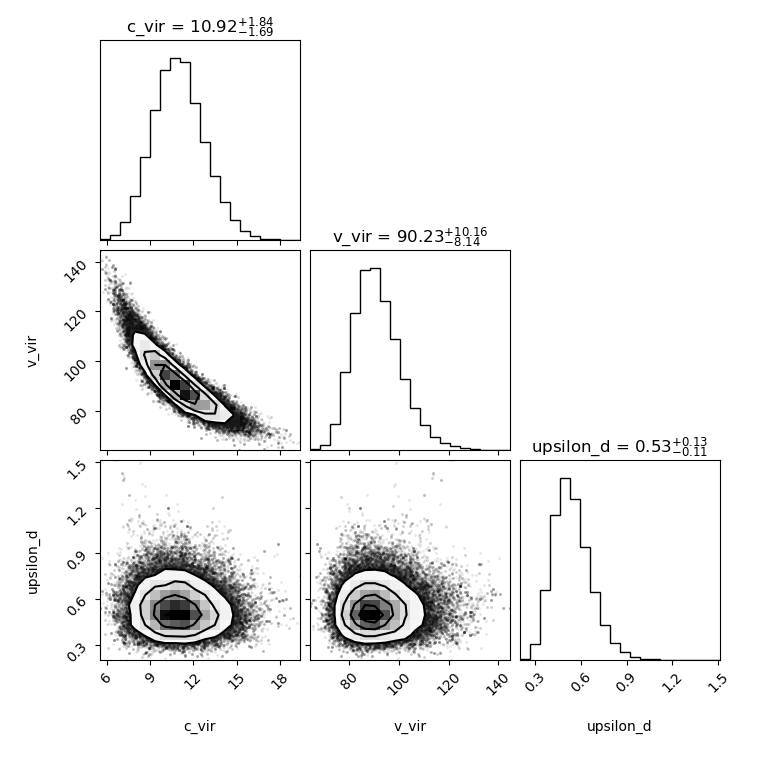 c_vir = 10.92+1.84−1.69
v_vir = 90.23+10.16−8.14
140
120
100
80
v_vir
upsilon_d = 0.53+0.13−0.11
1.5
1.2
0.9
0.6
0.3
upsilon_d
6 9 12 15 18
80 100 120 140
0.3 0.6 0.9 1.2 1.5
c_vir v_vir upsilon_d